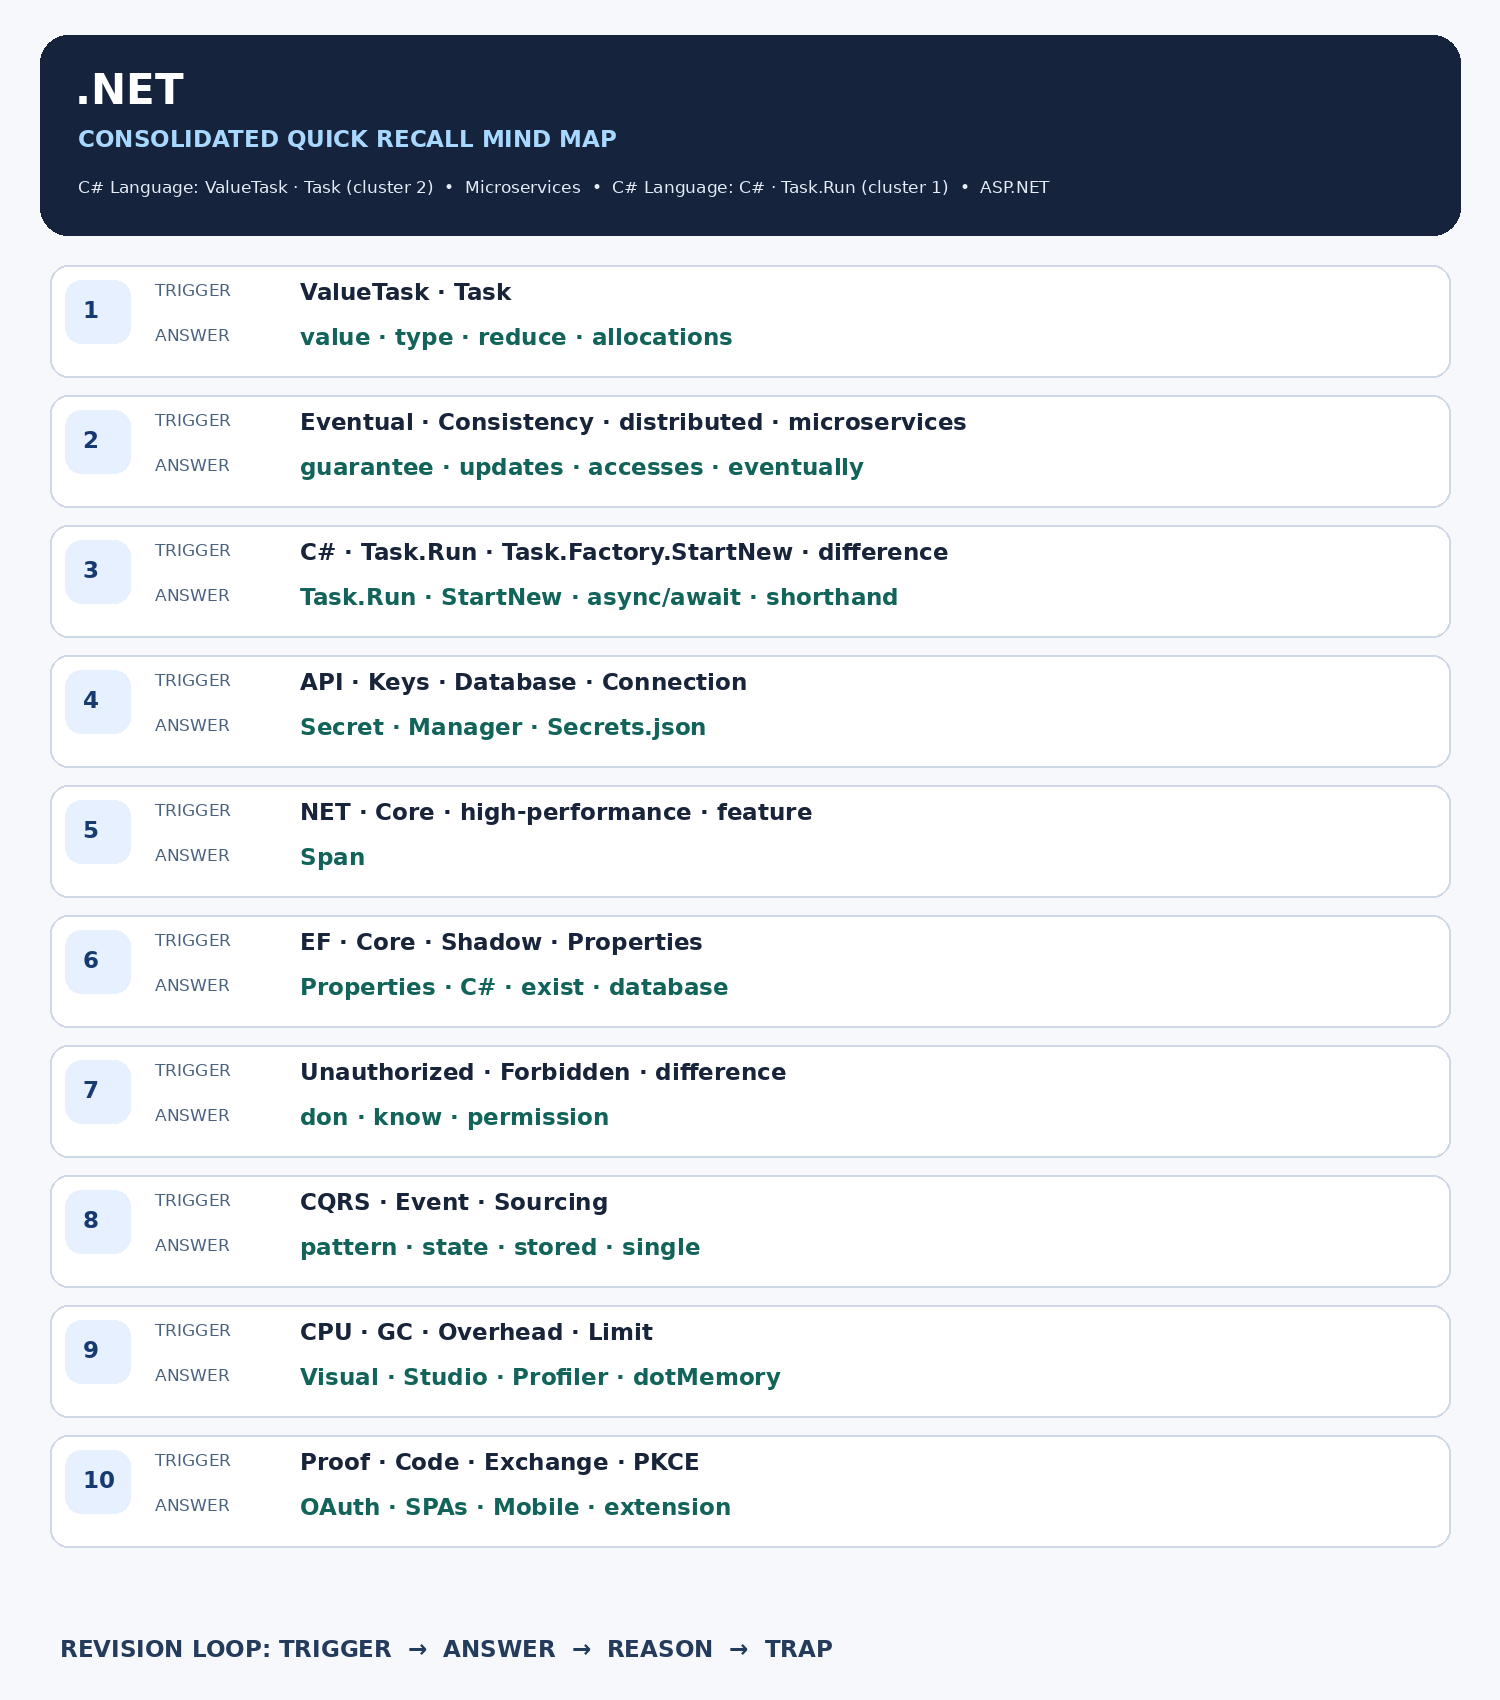 .NET
CONSOLIDATED QUICK RECALL MIND MAP
C# Language: ValueTask · Task (cluster 2) • Microservices • C# Language: C# · Task.Run (cluster 1) • ASP.NET
1
TRIGGER ValueTask · Task
ANSWER value · type · reduce · allocations
2
TRIGGER Eventual · Consistency · distributed · microservices
ANSWER guarantee · updates · accesses · eventually
3
TRIGGER C# · Task.Run · Task.Factory.StartNew · difference
ANSWER Task.Run · StartNew · async/await · shorthand
4
TRIGGER API · Keys · Database · Connection
ANSWER Secret · Manager · Secrets.json
5
TRIGGER NET · Core · high-performance · feature
ANSWER Span
6
TRIGGER EF · Core · Shadow · Properties
ANSWER Properties · C# · exist · database
7
TRIGGER Unauthorized · Forbidden · difference
ANSWER don · know · permission
8
TRIGGER CQRS · Event · Sourcing
ANSWER pattern · state · stored · single
9
TRIGGER CPU · GC · Overhead · Limit
ANSWER Visual · Studio · Profiler · dotMemory
10
TRIGGER Proof · Code · Exchange · PKCE
ANSWER OAuth · SPAs · Mobile · extension
REVISION LOOP: TRIGGER → ANSWER → REASON → TRAP